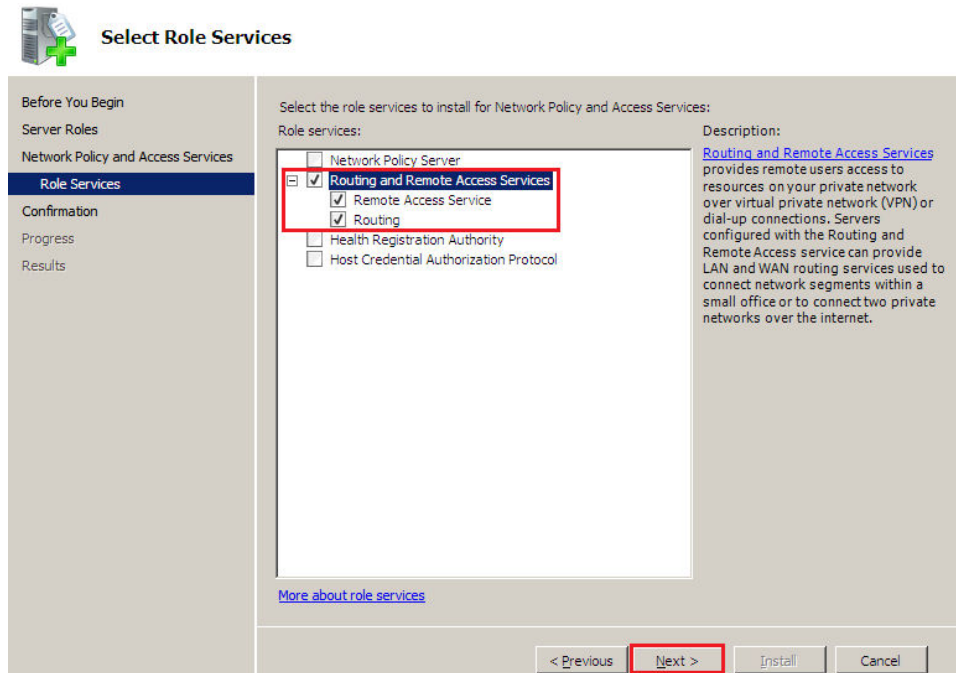 Select Role Services
Before You Begin
Server Roles
Network Policy and Access Services
Role Services
Confirmation
Progress
Results
Select the role services to install for Network Policy and Access Services:
Role services:
Network Policy Server
Routing and Remote Access Services
Remote Access Service
Routing
Health Registration Authority
Host Credential Authorization Protocol
More about role services
Description:
Routing and Remote Access Services
provides remote users access to
resources on your private network
over virtual private network (VPN) or
dial-up connections. Servers
configured with the Routing and
Remote Access service can provide
LAN and WAN routing services used to
connect network segments within a
small office or to connect two private
networks over the internet.
< Previous
Next >
Install
Cancel